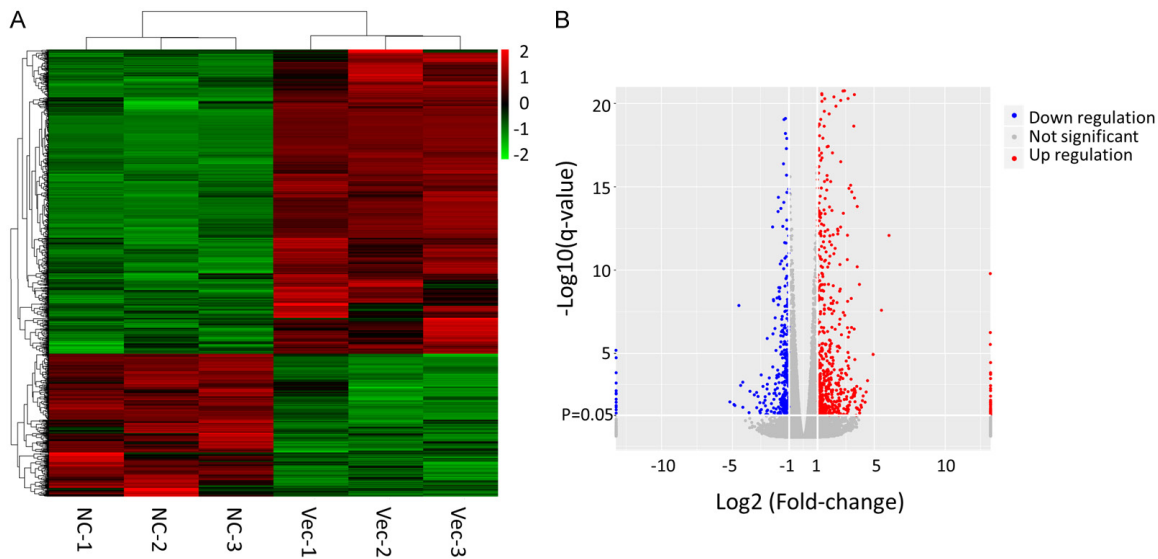 A
2
1
0
-1
-2
NC-1
NC-2
NC-3
Vec-1
Vec-2
Vec-3
B
-Log10(q-value)
20
15
10
5
P=0.05
-10
-5
-1
1
5
10
Log2 (Fold-change)
Down regulation
Not significant
Up regulation